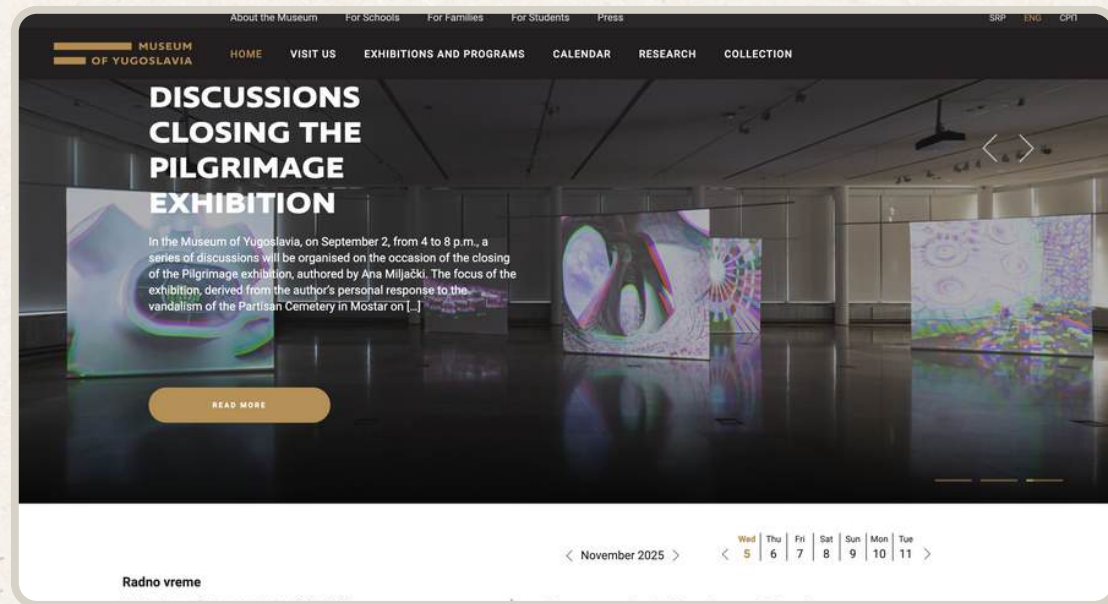 About the Museum For Schools For Families For Students Press
SRP ENG СРП
MUSEUM
OF YUGOSLAVIA
HOME VISIT US EXHIBITIONS AND PROGRAMS CALENDAR RESEARCH COLLECTION
DISCUSSIONS
CLOSING THE
PILGRIMAGE
EXHIBITION
In the Museum of Yugoslavia, on September 2, from 4 to 8 p.m., a
series of discussions will be organised on the occasion of the closing
of the Pilgrimage exhibition, authored by Ana Miljački. The focus of the
exhibition, derived from the author's personal response to the
vandalism of the Partisan Cemetery in Mostar on [...]
READ MORE
November 2025
Wed Thu Fri Sat Sun Mon Tue
5 6 7 8 9 10 11
Radno vreme